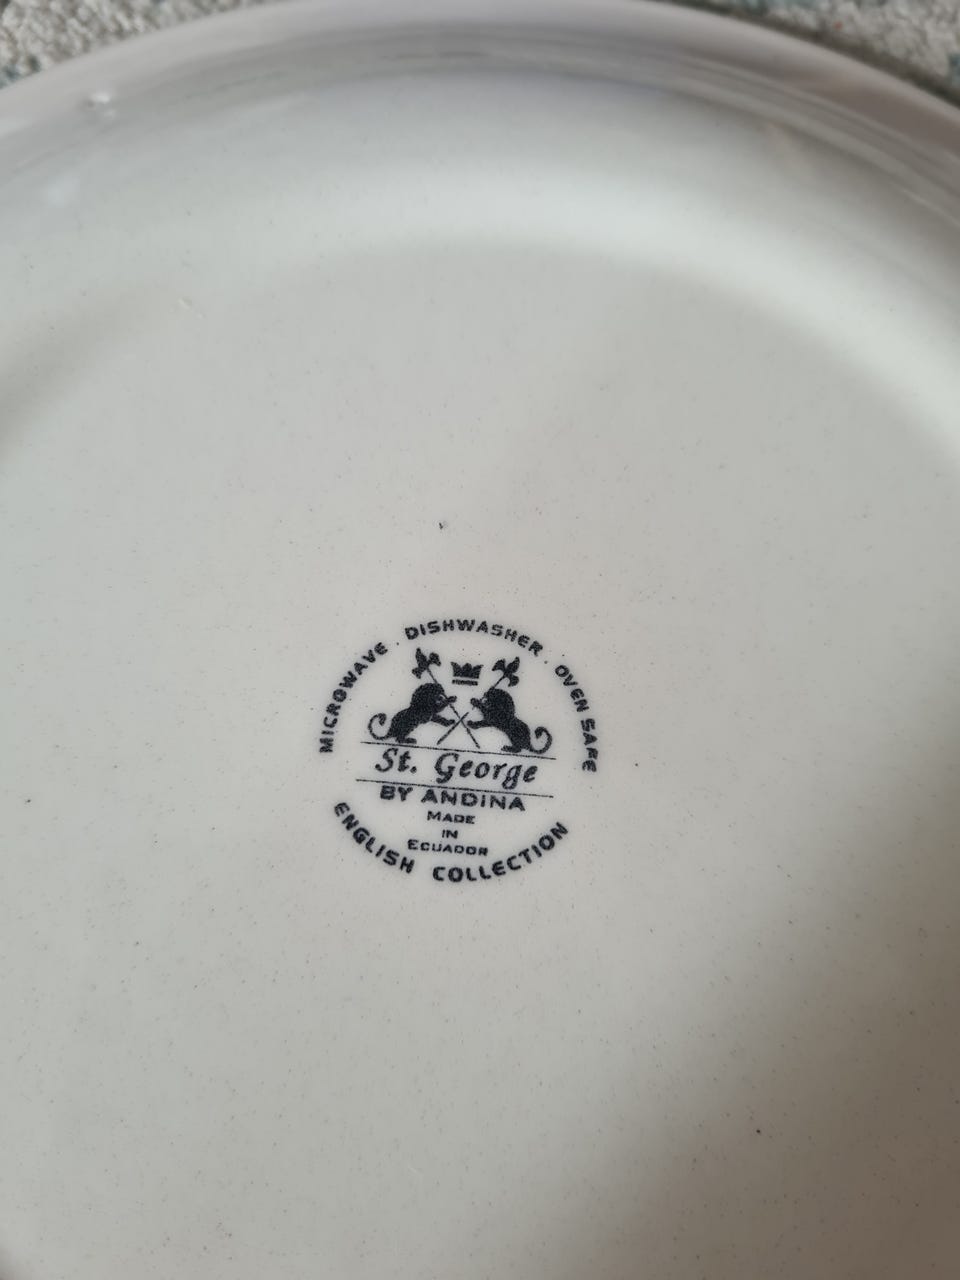 MICROWAVE . DISHWASHER . OVEN SAFE
St. George
BY ANDINA
MADE
IN
ECUADOR
ENGLISH COLLECTION